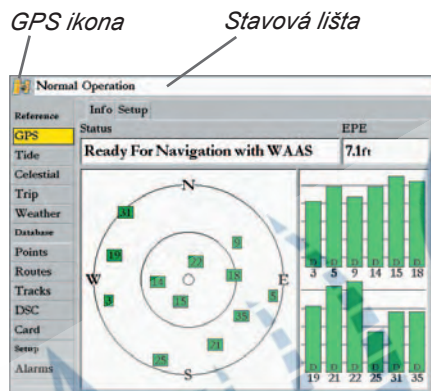 GPS ikona Stavová lišta
Normal Operation
Reference
GPS
Tide
Celestial
Trip
Weather
Database
Points
Routes
Tracks
DSC
Card
Setup
Alarms
Info Setup
Status EPE
Ready For Navigation with WAAS 7.1ft
N
31
9
19
22
W 14 18 E
3 15 5
35
21
25
S
D D D D D D
3 5 9 14 15 18
D D D D D D
19 21 22 25 31 35